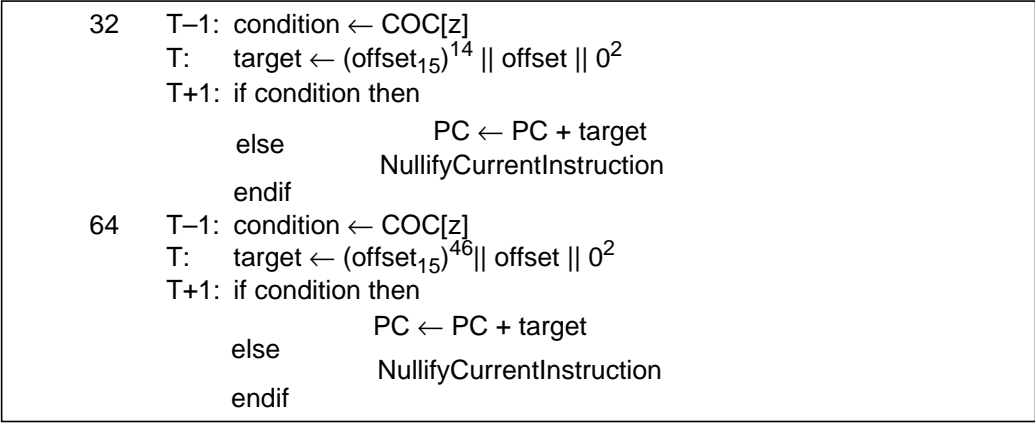 32 T–1: condition ← COC[z]
T: target ← (offset₁₅)¹⁴ || offset || 0²
T+1: if condition then
PC ← PC + target
else
NullifyCurrentInstruction
endif
64 T–1: condition ← COC[z]
T: target ← (offset₁₅)⁴⁶|| offset || 0²
T+1: if condition then
PC ← PC + target
else
NullifyCurrentInstruction
endif